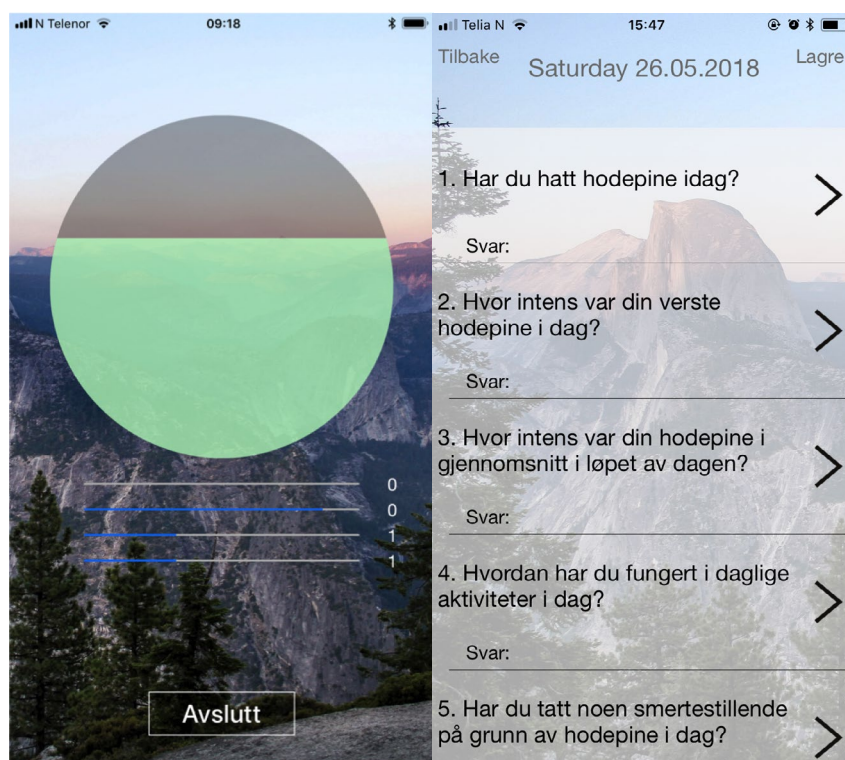 N Telenor
09:18
0
0
1
1
Avslutt
Telia N
15:47
Tilbake
Saturday 26.05.2018
Lagre
1. Har du hatt hodepine idag?
Svar:
2. Hvor intens var din verste
hodepine i dag?
Svar:
3. Hvor intens var din hodepine i
gjennomsnitt i løpet av dagen?
Svar:
4. Hvordan har du fungert i daglige
aktiviteter i dag?
Svar:
5. Har du tatt noen smertestillende
på grunn av hodepine i dag?